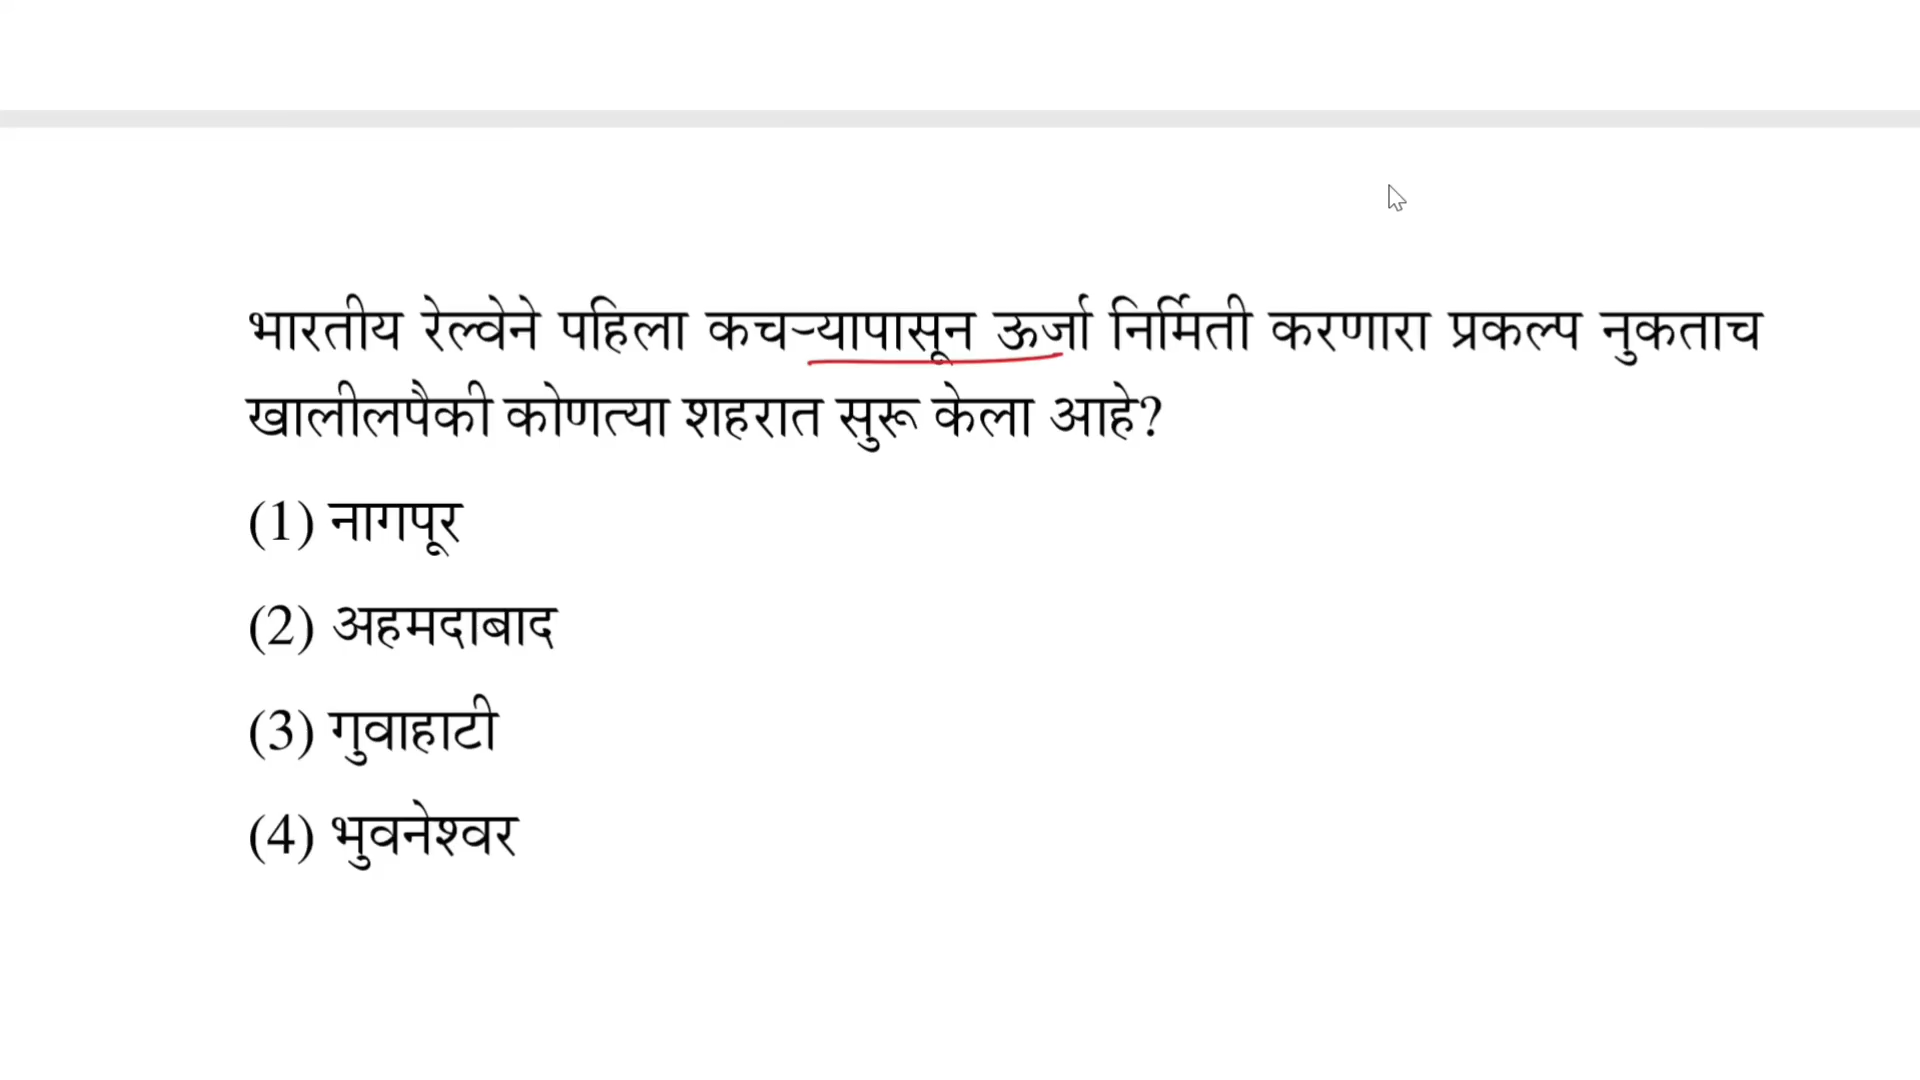 भारतीय रेल्वेने पहिला कचऱ्यापासून ऊर्जा निर्मिती करणारा प्रकल्प नुकताच
खालीलपैकी कोणत्या शहरात सुरू केला आहे?
(1) नागपूर
(2) अहमदाबाद
(3) गुवाहाटी
(4) भुवनेश्वर